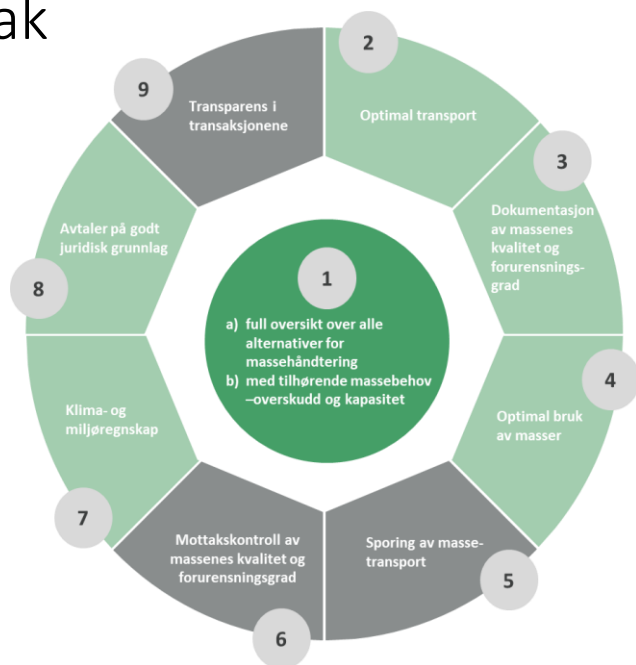 ak
1
a) full oversikt over alle
alternativer for
massehåndtering
b) med tilhørende massebehov
–overskudd og kapasitet
2
Optimal transport
3
Dokumentasjon
av massenes
kvalitet og
forurensnings-
grad
4
Optimal bruk
av masser
5
Sporing av masse-
transport
6
Mottakskontroll av
massenes kvalitet og
forurensningsgrad
7
Klima- og
miljøregnskap
8
Avtaler på godt
juridisk grunnlag
9
Transparens i
transaksjonene